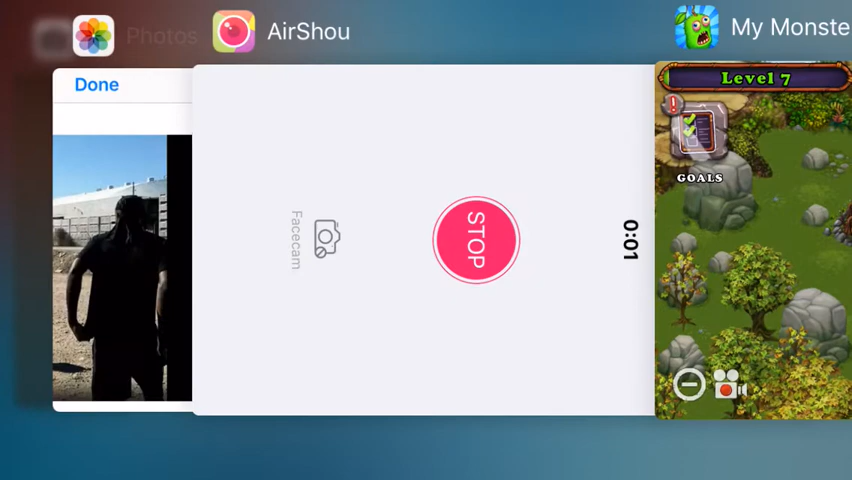 Photos
AirShou
My Monste
Done
Level 7
GOALS
Facecam
STOP
0:01